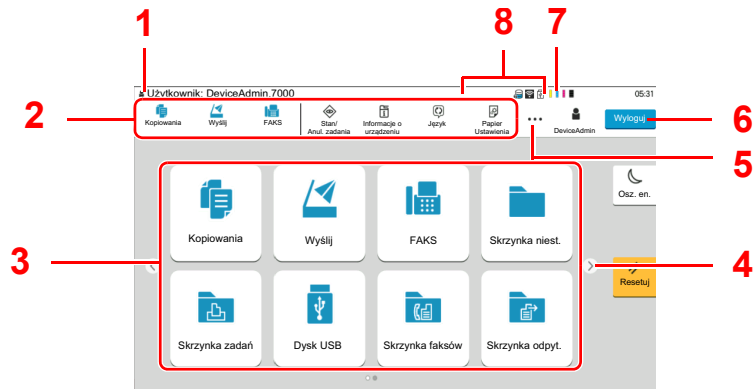 1
8
7
Użytkownik: DeviceAdmin.7000
05:31
2
Kopiowania
Wyślij
FAKS
Stan/
Anul. zadania
Informacje o
urządzeniu
Język
Papier
Ustawienia
DeviceAdmin
Wyloguj
6
5
Osz. en.
Kopiowania
Wyślij
FAKS
Skrzynka niest.
3
4
Resetuj
Skrzynka zadań
Dysk USB
Skrzynka faksów
Skrzynka odpyt.